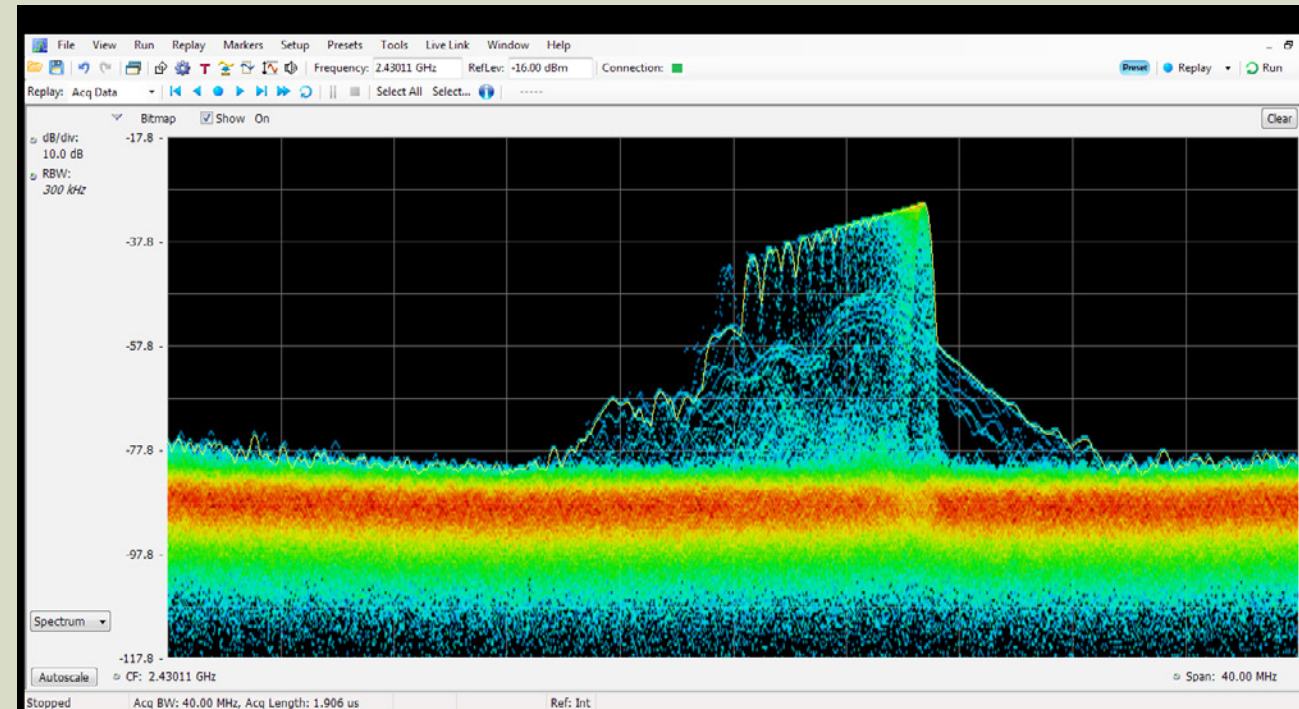 File View Run Replay Markers Setup Presets Tools Live Link Window Help
T Frequency: 2.43011 GHz RefLev: -16.00 dBm Connection: Preset Replay Run
Replay: Acq Data Select All Select... -----
Bitmap Show On Clear
dB/div: -17.8
10.0 dB
RBW:
300 kHz
-37.8
-57.8
-77.8
-97.8
Spectrum
-117.8
Autoscale CF: 2.43011 GHz Span: 40.00 MHz
Stopped Acq BW: 40.00 MHz, Acq Length: 1.906 us Ref: Int